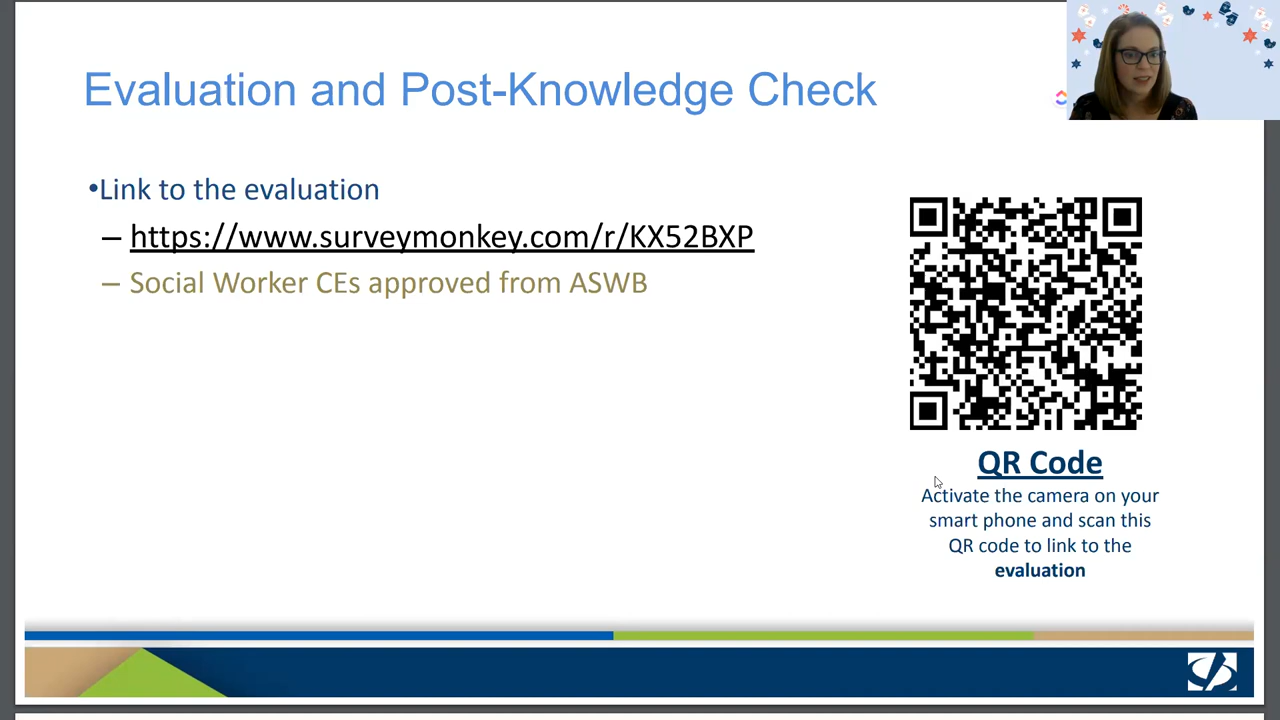 Evaluation and Post-Knowledge Check
•Link to the evaluation
– https://www.surveymonkey.com/r/KX52BXP
– Social Worker CEs approved from ASWB
QR Code
Activate the camera on your
smart phone and scan this
QR code to link to the
evaluation